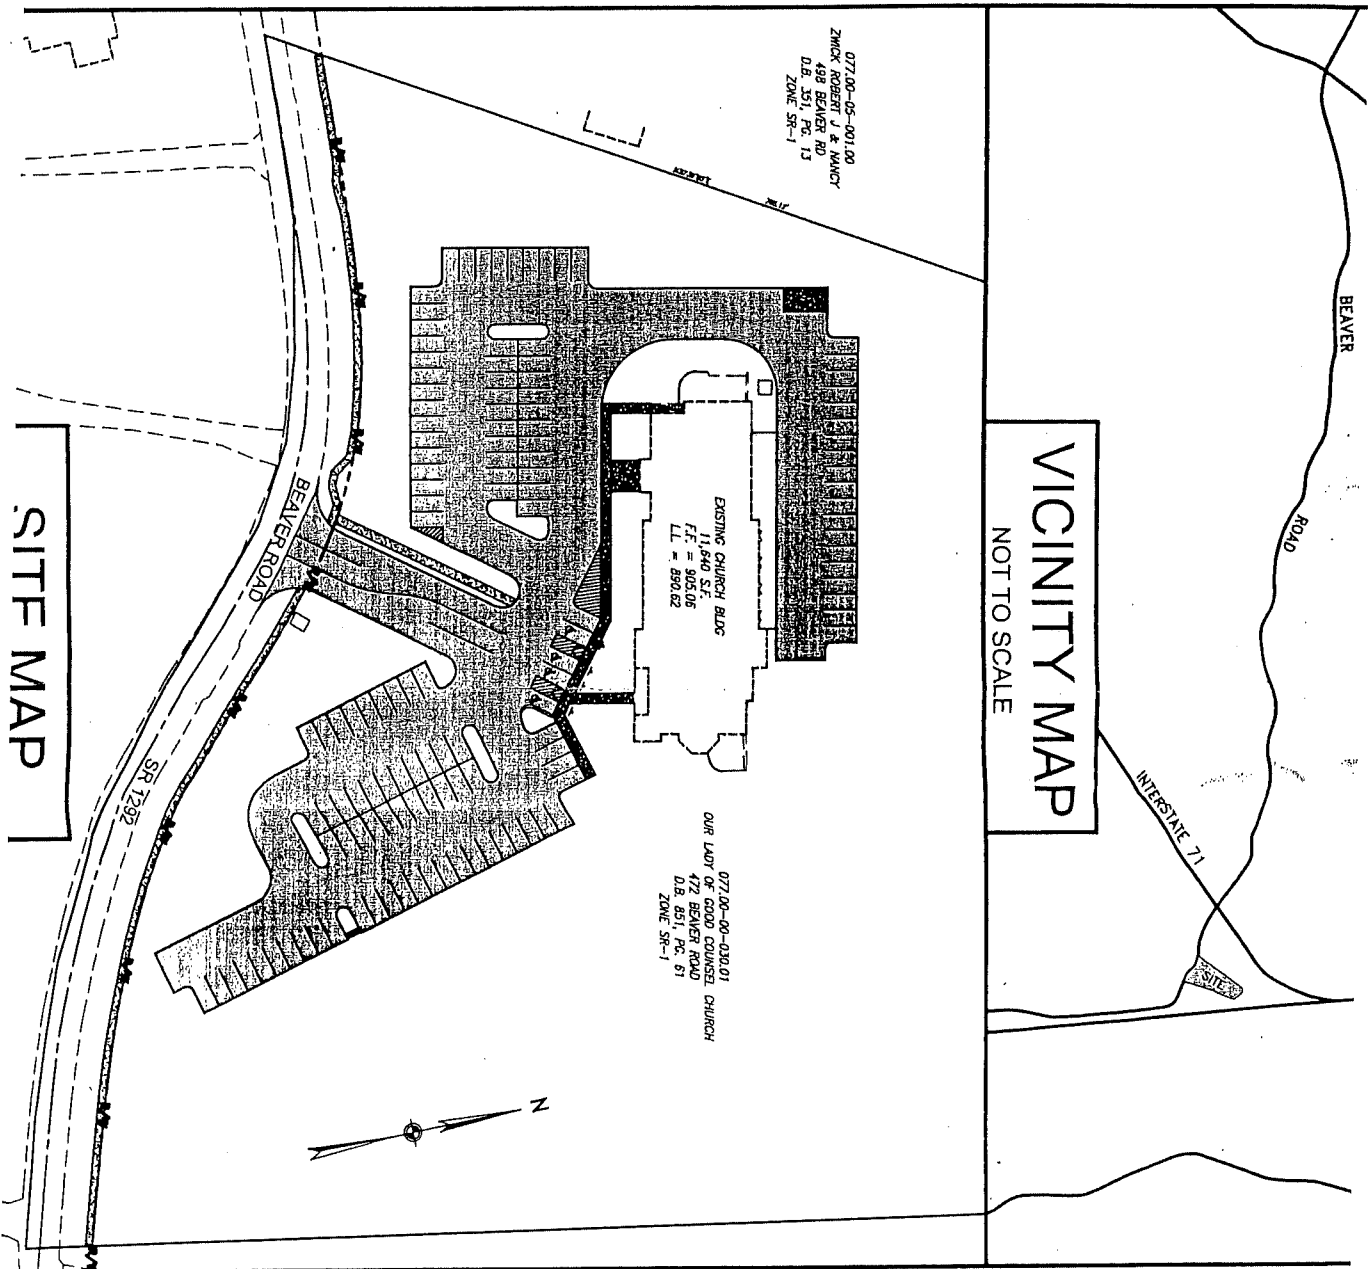 VICINITY MAP
NOT TO SCALE
BEAVER
ROAD
INTERSTATE 71
SITE
077.00-05-001.00
ZWICK ROBERT J & NANCY
498 BEAVER RD
D.B. 351, PG. 13
ZONE SR-1
EXISTING CHURCH BLDG
11,640 S.F.
F.F. = 905.06
L.L. = 890.62
077.00-00-030.01
OUR LADY OF GOOD COUNSEL CHURCH
472 BEAVER ROAD
D.B. 851, PG. 61
ZONE SR-1
N
BEAVER ROAD
SR 1292
SITE MAP